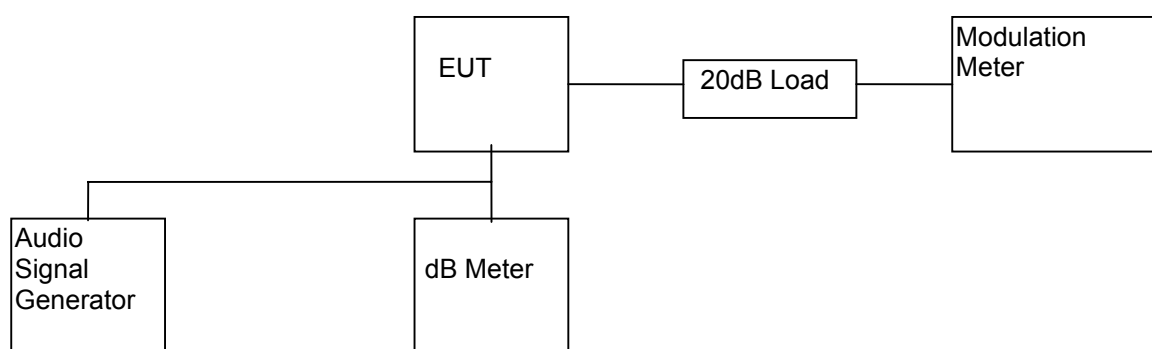 EUT
20dB Load
Modulation
Meter
Audio
Signal
Generator
dB Meter